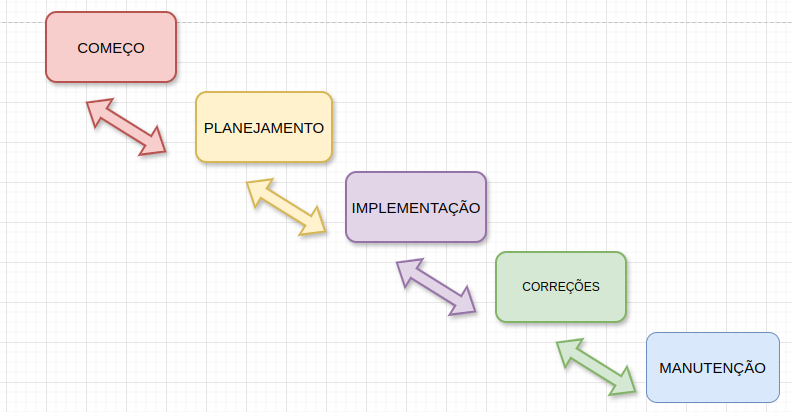 COMEÇO
PLANEJAMENTO
IMPLEMENTAÇÃO
CORREÇÕES
MANUTENÇÃO